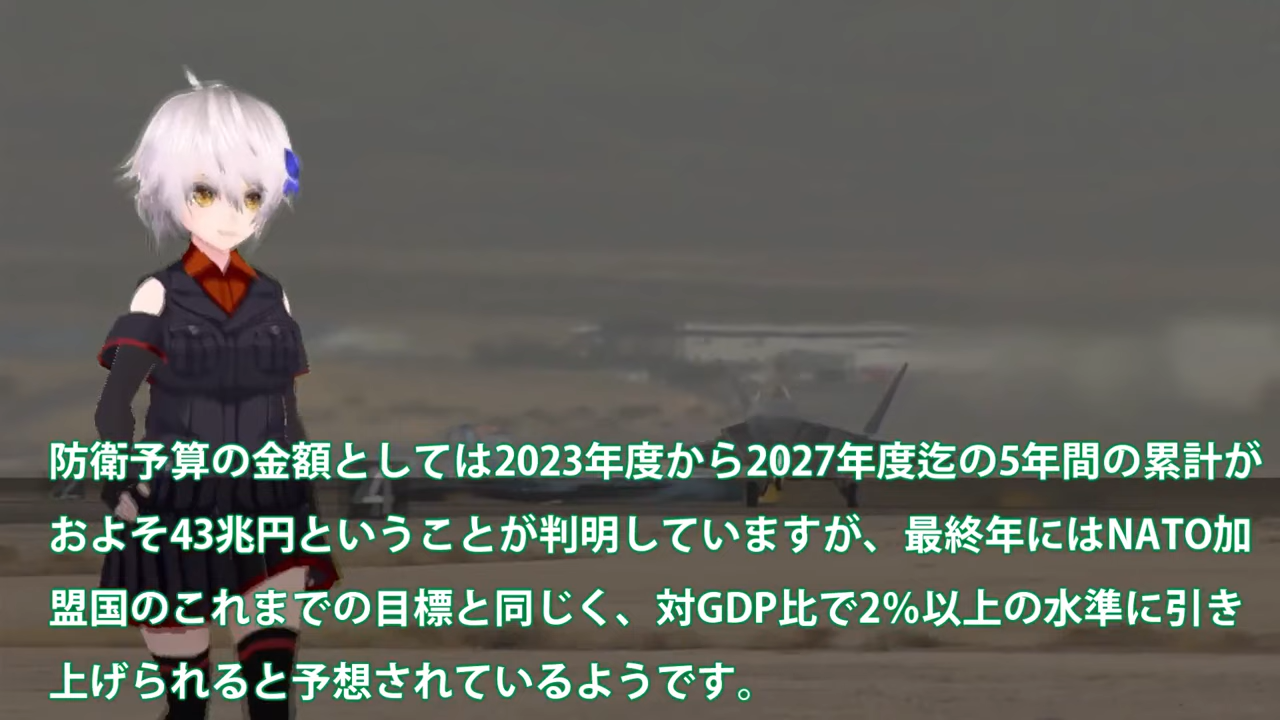 防衛予算の金額としては2023年度から2027年度迄の5年間の累計が
およそ43兆円ということが判明していますが、最終年にはNATO加
盟国のこれまでの目標と同じく、対GDP比で2%以上の水準に引き
上げられると予想されているようです。